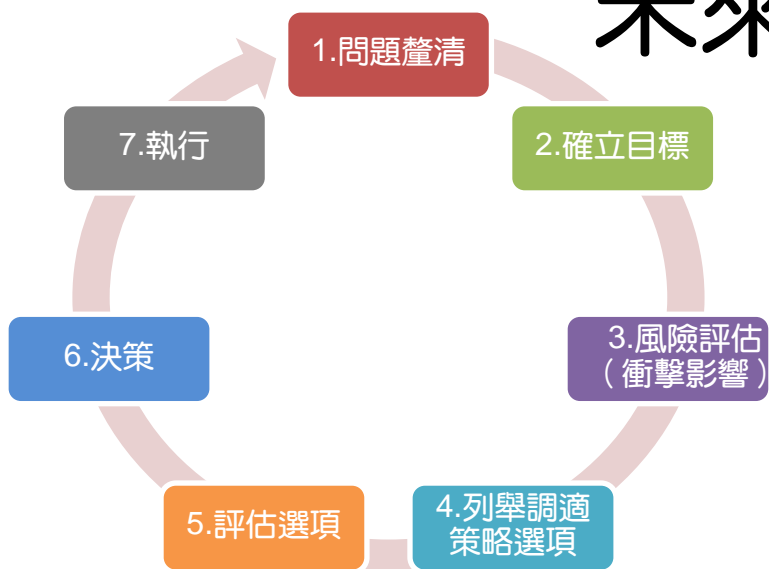 未來
1.問題釐清
2.確立目標
3.風險評估
（衝擊影響）
4.列舉調適
策略選項
5.評估選項
6.決策
7.執行